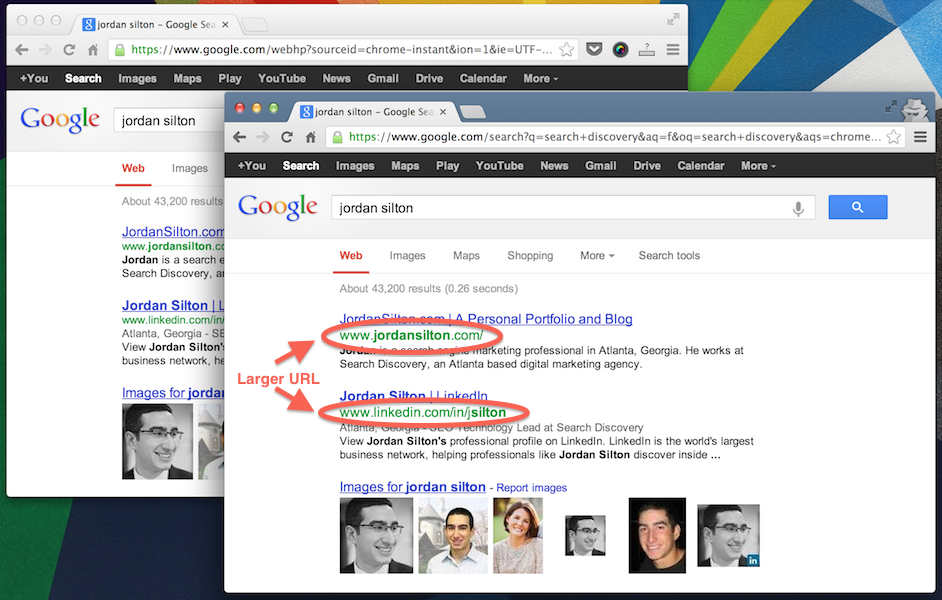 jordan silton - Google Sea
https://www.google.com/webhp?sourceid=chrome-instant&ion=1&ie=UTF-...
+You Search Images Maps Play YouTube News Gmail Drive Calendar More
Google jordan silton
Web Images
About 43,200 results
JordanSilton.com
www.jordansilton.co
Jordan is a search e
Search Discovery, an
Jordan Silton | L
www.linkedin.com/in/
Atlanta, Georgia - SE
View Jordan Silton's
business network, he
Images for jordan
jordan silton - Google Sea
https://www.google.com/search?q=search+discovery&aq=f&oq=search+discovery&aqs=chrome...
+You Search Images Maps Play YouTube News Gmail Drive Calendar More
Google jordan silton
Web Images Maps Shopping More Search tools
About 43,200 results (0.26 seconds)
JordanSilton.com | A Personal Portfolio and Blog
www.jordansilton.com/
Jordan is a search engine marketing professional in Atlanta, Georgia. He works at
Search Discovery, an Atlanta based digital marketing agency.
Larger URL
Jordan Silton | LinkedIn
www.linkedin.com/in/jsilton
Atlanta, Georgia - SEO Technology Lead at Search Discovery
View Jordan Silton's professional profile on LinkedIn. LinkedIn is the world's largest
business network, helping professionals like Jordan Silton discover inside ...
Images for jordan silton - Report images
in